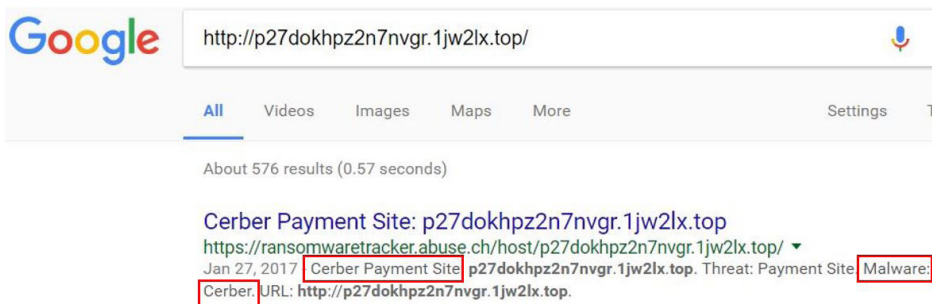 Google
http://p27dokhpz2n7nvgr.1jw2lx.top/
All Videos Images Maps More Settings
About 576 results (0.57 seconds)
Cerber Payment Site: p27dokhpz2n7nvgr.1jw2lx.top
https://ransomwaretracker.abuse.ch/host/p27dokhpz2n7nvgr.1jw2lx.top/
Jan 27, 2017 - Cerber Payment Site: p27dokhpz2n7nvgr.1jw2lx.top. Threat: Payment Site. Malware:
Cerber. URL: http://p27dokhpz2n7nvgr.1jw2lx.top.